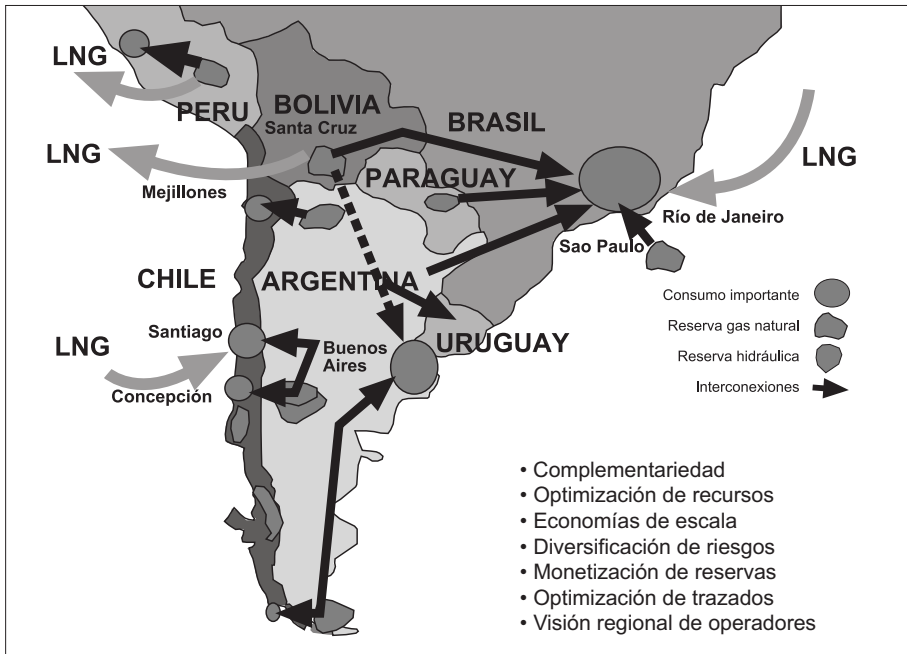 LNG
PERU
BOLIVIA
Santa Cruz
BRASIL
LNG
LNG
Mejillones
PARAGUAY
Río de Janeiro
Sao Paulo
CHILE
ARGENTINA
Santiago
LNG
Buenos
Aires
URUGUAY
Concepción
Consumo importante
Reserva gas natural
Reserva hidráulica
Interconexiones
• Complementariedad
• Optimización de recursos
• Economías de escala
• Diversificación de riesgos
• Monetización de reservas
• Optimización de trazados
• Visión regional de operadores